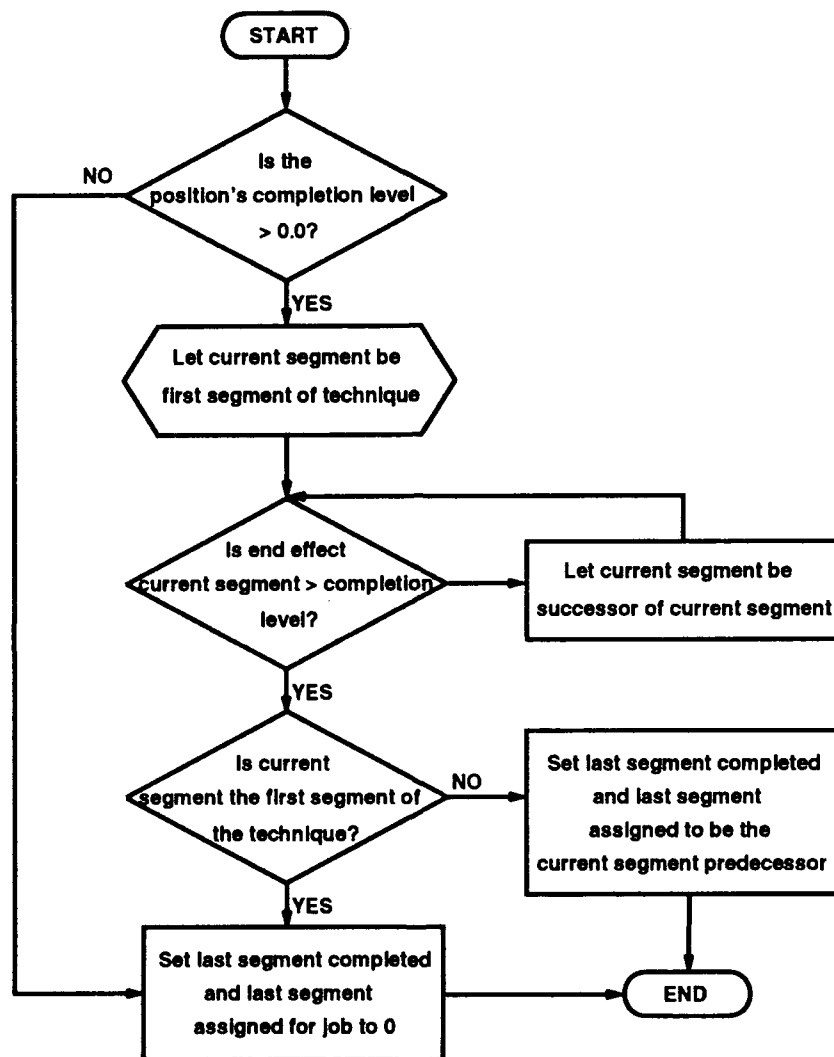 START
Is the
position's completion level
> 0.0?
NO
YES
Let current segment be
first segment of technique
Is end effect
current segment > completion
level?
Let current segment be
successor of current segment
YES
Is current
segment the first segment of
the technique?
NO
Set last segment completed
and last segment
assigned to be the
current segment predecessor
YES
Set last segment completed
and last segment
assigned for job to 0
END